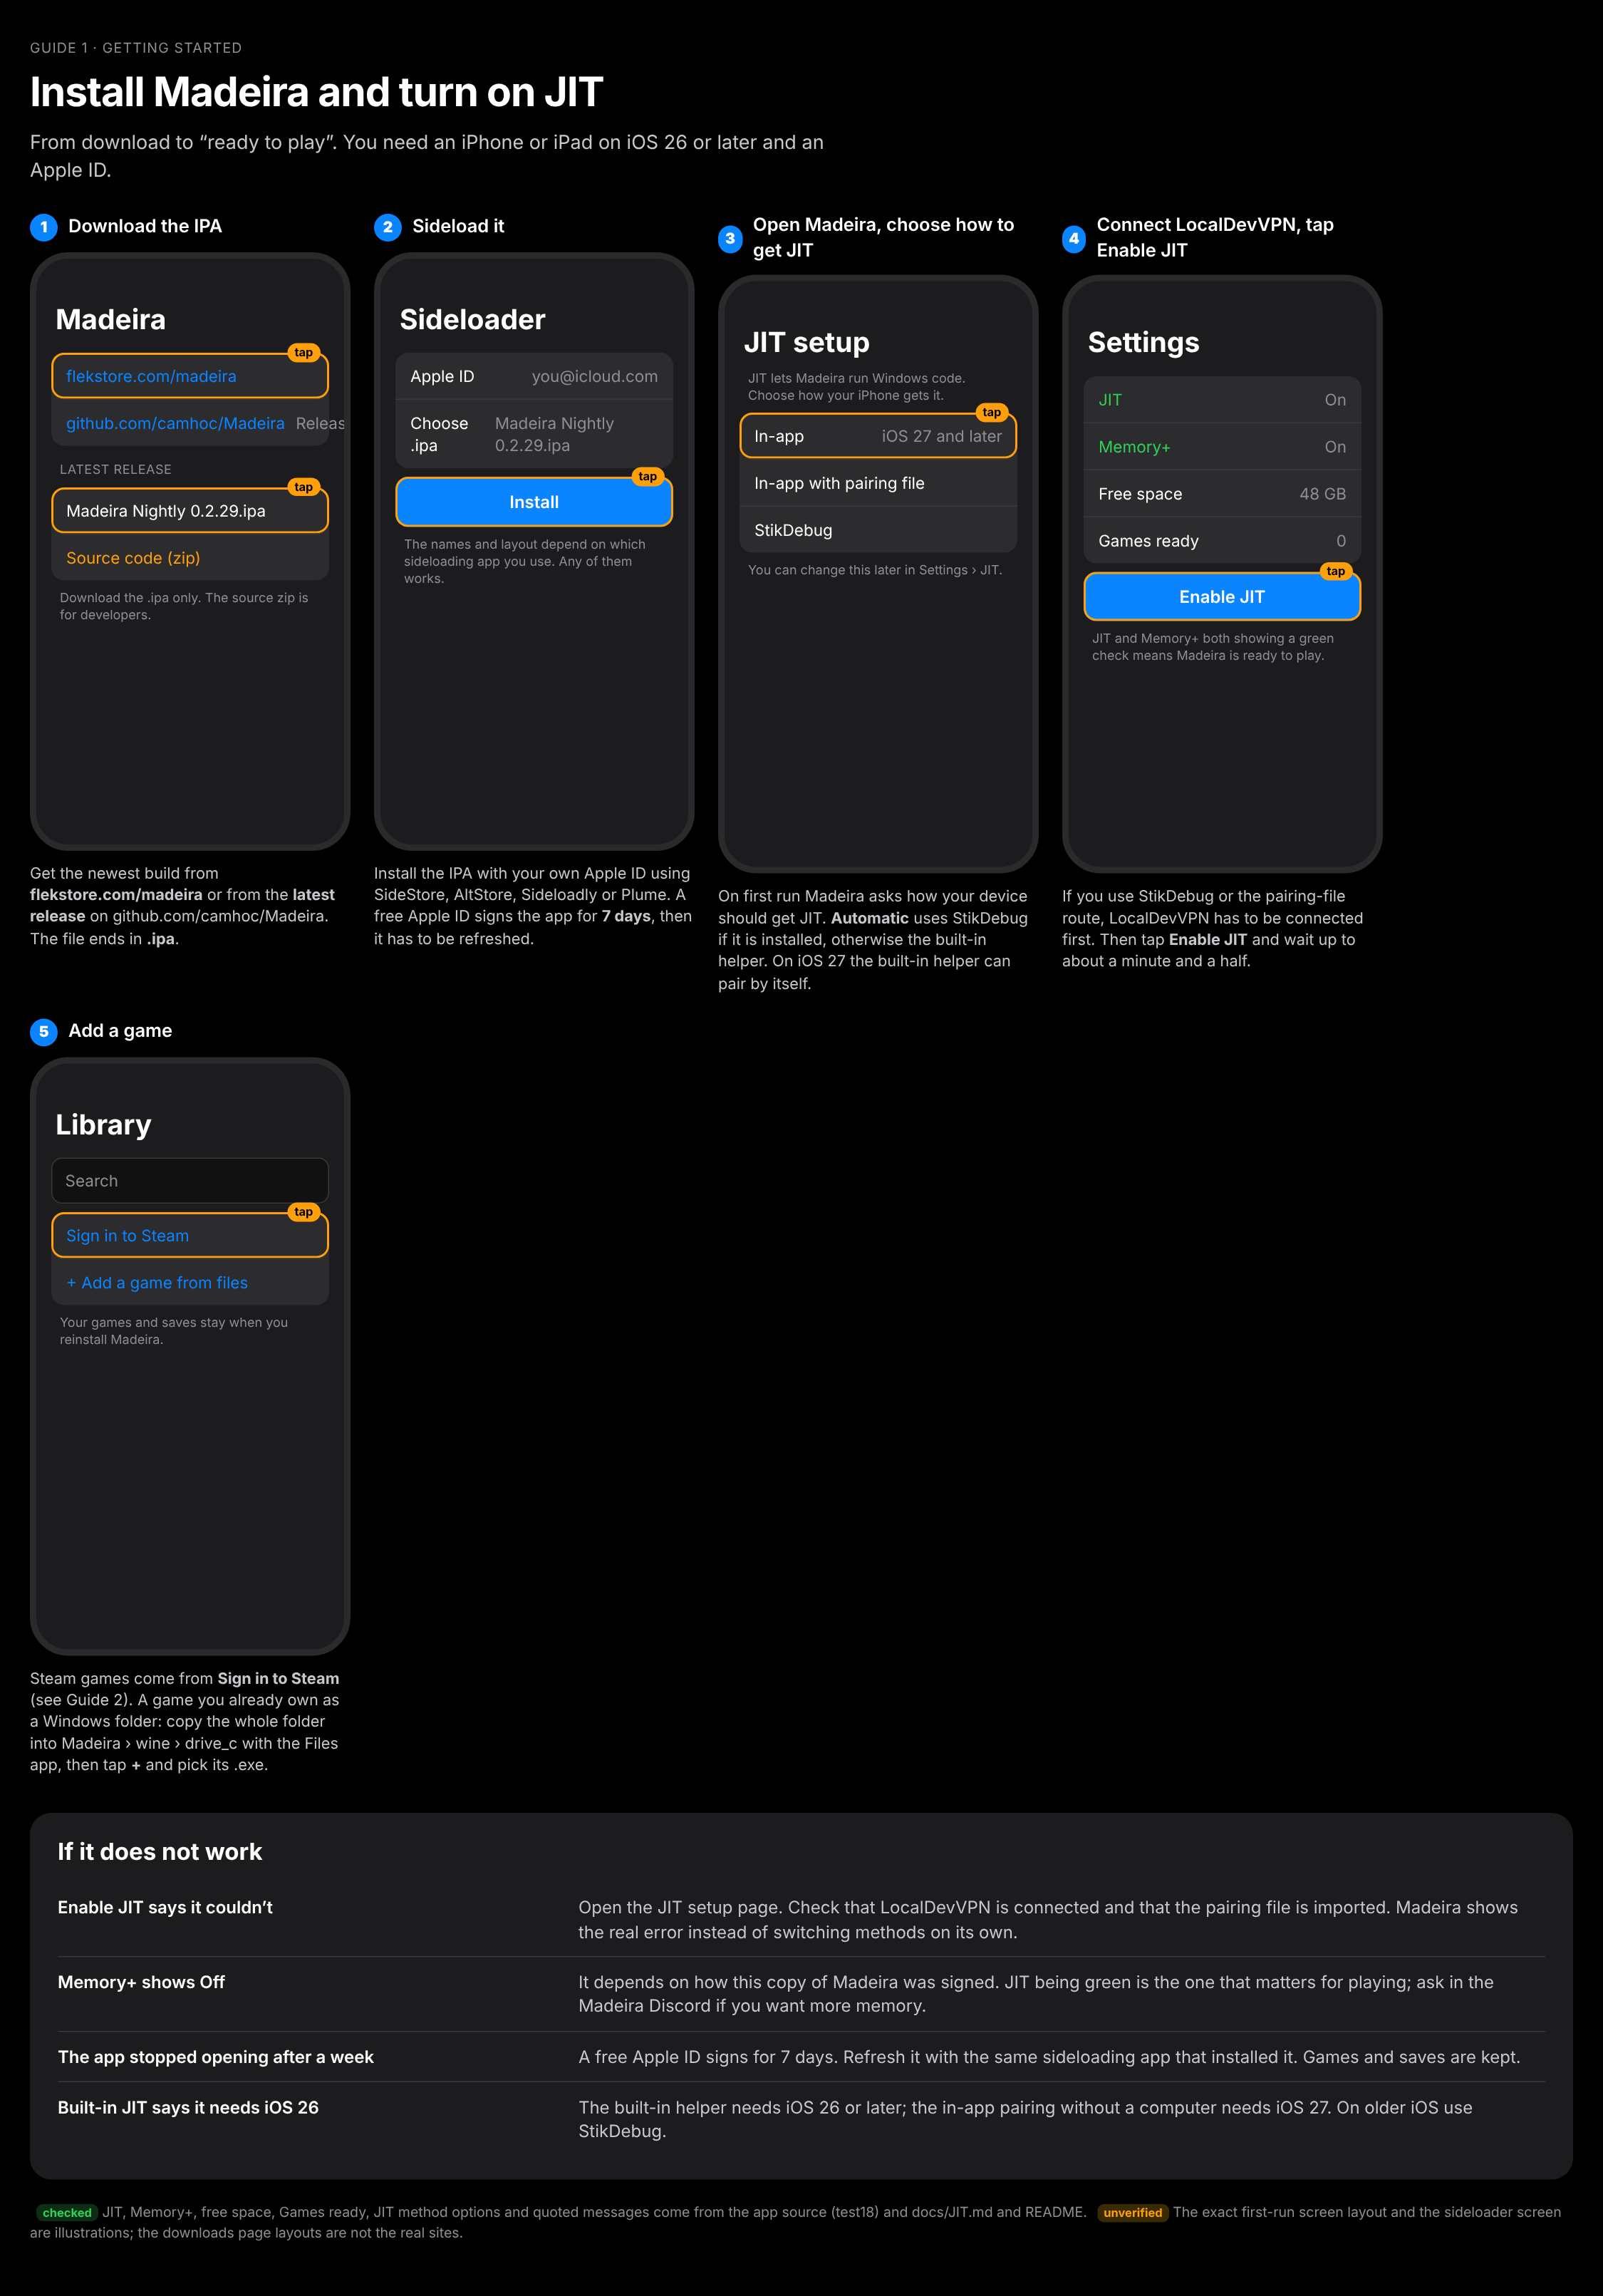 GUIDE 1 · GETTING STARTED
Install Madeira and turn on JIT
From download to “ready to play”. You need an iPhone or iPad on iOS 26 or later and an
Apple ID.
1 Download the IPA
Madeira
tap
flekstore.com/madeira
github.com/camhoc/Madeira Releas
LATEST RELEASE
tap
Madeira Nightly 0.2.29.ipa
Source code (zip)
Download the .ipa only. The source zip is
for developers.
Get the newest build from
flekstore.com/madeira or from the latest
release on github.com/camhoc/Madeira.
The file ends in .ipa.
2 Sideload it
Sideloader
Apple ID you@icloud.com
Choose
.ipa
Madeira Nightly
0.2.29.ipa
tap
Install
The names and layout depend on which
sideloading app you use. Any of them
works.
Install the IPA with your own Apple ID using
SideStore, AltStore, Sideloadly or Plume. A
free Apple ID signs the app for 7 days, then
it has to be refreshed.
3 Open Madeira, choose how to
get JIT
JIT setup
JIT lets Madeira run Windows code.
Choose how your iPhone gets it.
tap
In-app iOS 27 and later
In-app with pairing file
StikDebug
You can change this later in Settings › JIT.
On first run Madeira asks how your device
should get JIT. Automatic uses StikDebug
if it is installed, otherwise the built-in
helper. On iOS 27 the built-in helper can
pair by itself.
4 Connect LocalDevVPN, tap
Enable JIT
Settings
JIT On
Memory+ On
Free space 48 GB
Games ready 0
tap
Enable JIT
JIT and Memory+ both showing a green
check means Madeira is ready to play.
If you use StikDebug or the pairing-file
route, LocalDevVPN has to be connected
first. Then tap Enable JIT and wait up to
about a minute and a half.
5 Add a game
Library
Search
tap
Sign in to Steam
+ Add a game from files
Your games and saves stay when you
reinstall Madeira.
Steam games come from Sign in to Steam
(see Guide 2). A game you already own as
a Windows folder: copy the whole folder
into Madeira › wine › drive_c with the Files
app, then tap + and pick its .exe.
If it does not work
Enable JIT says it couldn’t
Open the JIT setup page. Check that LocalDevVPN is connected and that the pairing file is imported. Madeira shows
the real error instead of switching methods on its own.
Memory+ shows Off
It depends on how this copy of Madeira was signed. JIT being green is the one that matters for playing; ask in the
Madeira Discord if you want more memory.
The app stopped opening after a week
A free Apple ID signs for 7 days. Refresh it with the same sideloading app that installed it. Games and saves are kept.
Built-in JIT says it needs iOS 26
The built-in helper needs iOS 26 or later; the in-app pairing without a computer needs iOS 27. On older iOS use
StikDebug.
checked JIT, Memory+, free space, Games ready, JIT method options and quoted messages come from the app source (test18) and docs/JIT.md and README. unverified The exact first-run screen layout and the sideloader screen
are illustrations; the downloads page layouts are not the real sites.